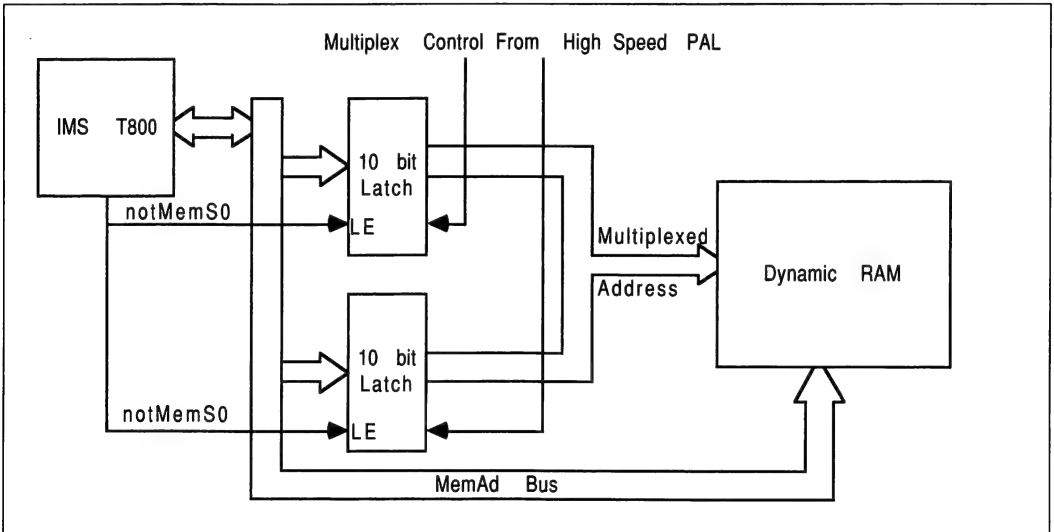 Multiplex Control From High Speed PAL
IMS T800
10 bit
Latch
notMemS0
LE
Multiplexed
Address
Dynamic RAM
10 bit
Latch
notMemS0
LE
MemAd Bus